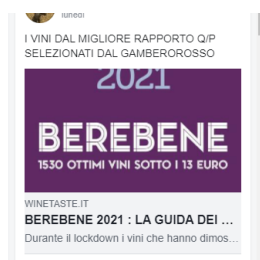 lunedì
I VINI DAL MIGLIORE RAPPORTO Q/P
SELEZIONATI DAL GAMBEROROSSO
2021
BEREBENE
1530 OTTIMI VINI SOTTO I 13 EURO
WINETASTE.IT
BEREBENE 2021 : LA GUIDA DEI ...
Durante il lockdown i vini che hanno dimos...